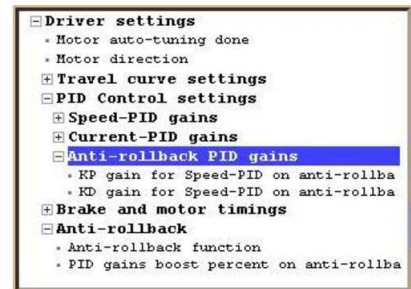 Driver settings
Motor auto-tuning done
Motor direction
Travel curve settings
PID Control settings
Speed-PID gains
Current-PID gains
Anti-rollback PID gains
KP gain for Speed-PID on anti-rollba
KD gain for Speed-PID on anti-rollba
Brake and motor timings
Anti-rollback
Anti-rollback function
PID gains boost percent on anti-rollba